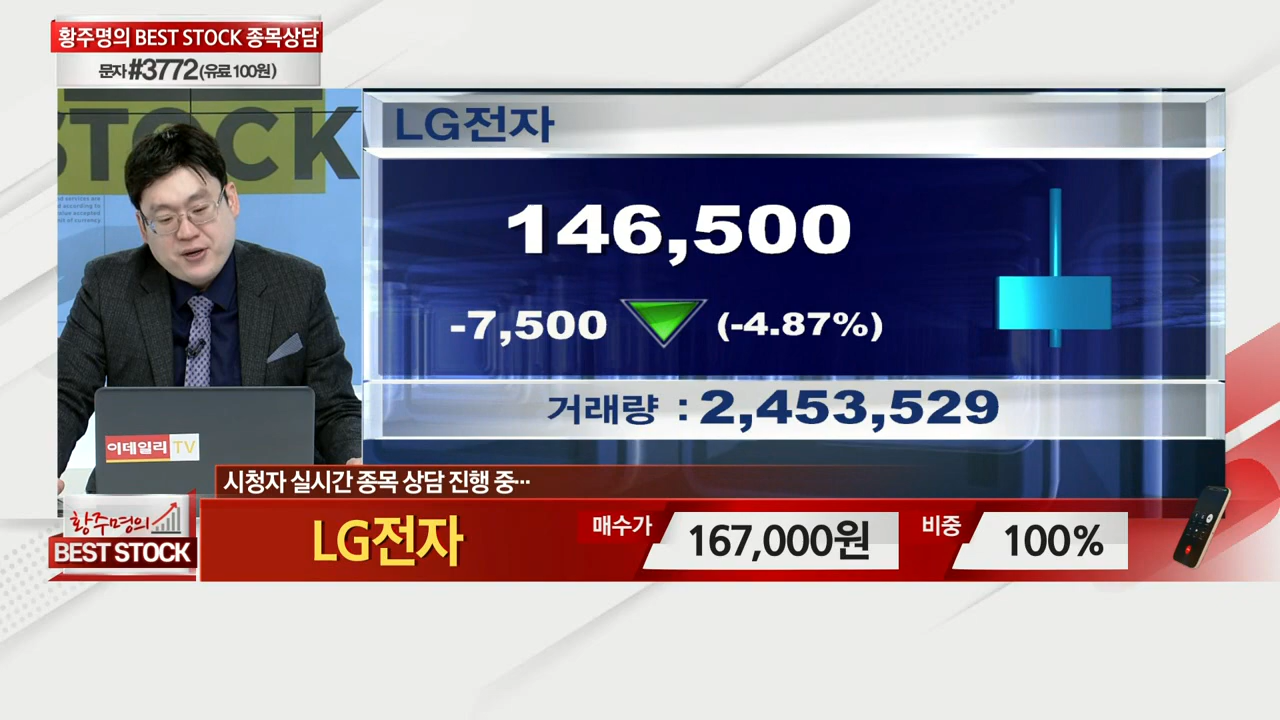 황주명의 BEST STOCK 종목상담
문자 #3772 (유료 100원)
STOCK
LG전자
146,500
-7,500 (-4.87%)
거래량 : 2,453,529
이데일리 TV
시청자 실시간 종목 상담 진행 중...
황주명의
BEST STOCK
LG전자
매수가 167,000원
비중 100%